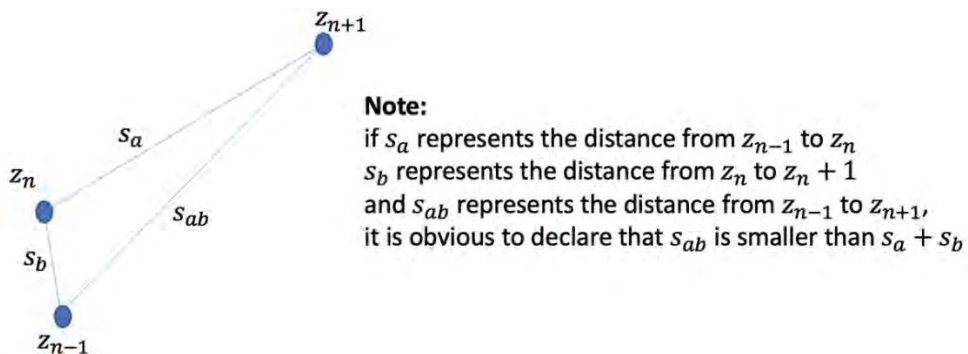 z_{n+1}
s_a
z_n
s_{ab}
s_b
z_{n-1}
Note:
if s_a represents the distance from z_{n-1} to z_n
s_b represents the distance from z_n to z_n + 1
and s_{ab} represents the distance from z_{n-1} to z_{n+1},
it is obvious to declare that s_{ab} is smaller than s_a + s_b